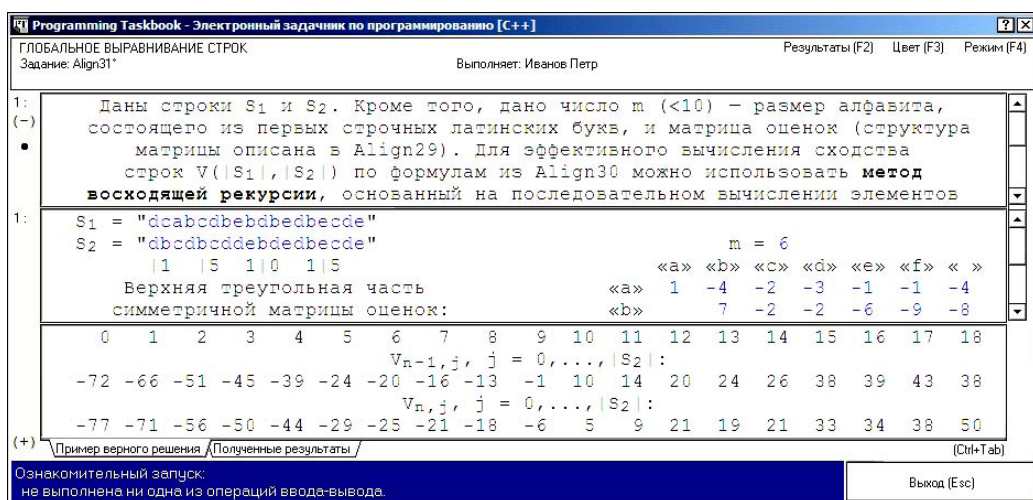 Programming Taskbook - Электронный задачник по программированию [C++]
ГЛОБАЛЬНОЕ ВЫРАВНИВАНИЕ СТРОК
Результаты (F2) Цвет (F3) Режим (F4)
Задание: Align31*
Выполняет: Иванов Петр
1:
(-)
Даны строки S1 и S2. Кроме того, дано число m (<10) — размер алфавита,
состоящего из первых строчных латинских букв, и матрица оценок (структура
матрицы описана в Align29). Для эффективного вычисления сходства
строк V(|S1|,|S2|) по формулам из Align30 можно использовать метод
восходящей рекурсии, основанный на последовательном вычислении элементов
1:
S1 = "dcabcdbebdbedbecde"
S2 = "dbcdbcddebdedbecde" m = 6
|1 |5 1|0 1|5 «a» «b» «c» «d» «e» «f» « »
Верхняя треугольная часть «a» 1 -4 -2 -3 -1 -1 -4
симметричной матрицы оценок: «b» 7 -2 -2 -6 -9 -8
0 1 2 3 4 5 6 7 8 9 10 11 12 13 14 15 16 17 18
Vn-1,j, j = 0,...,|S2|:
-72 -66 -51 -45 -39 -24 -20 -16 -13 -1 10 14 20 24 26 38 39 43 38
Vn,j, j = 0,...,|S2|:
-77 -71 -56 -50 -44 -29 -25 -21 -18 -6 5 9 21 19 21 33 34 38 50
(+)
Пример верного решения Полученные результаты (Ctrl+Tab)
Ознакомительный запуск:
не выполнена ни одна из операций ввода-вывода.
Выход (Esc)